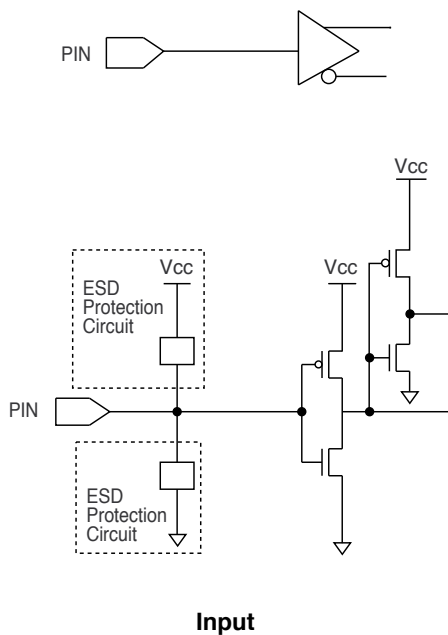 PIN
Vcc
Vcc
Vcc
ESD
Protection
Circuit
PIN
ESD
Protection
Circuit
Input